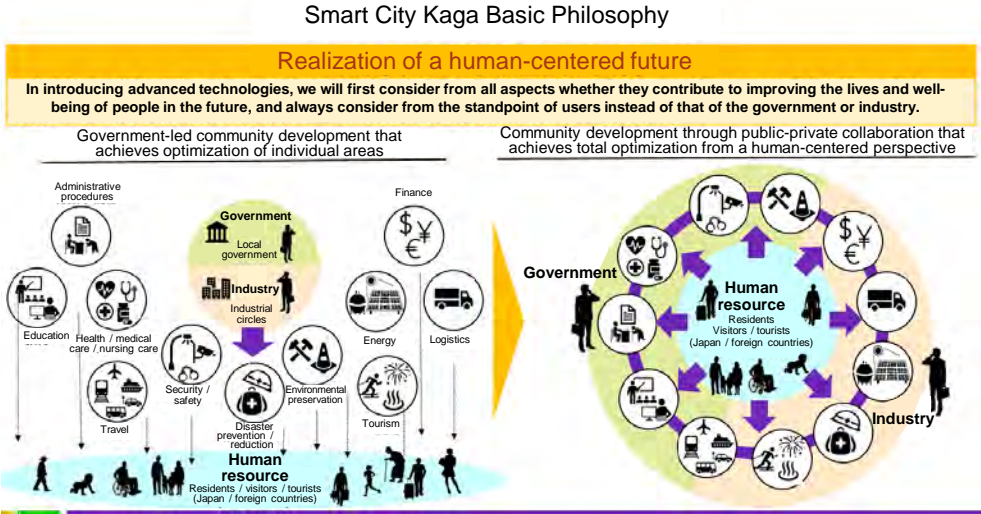 Smart City Kaga Basic Philosophy
Realization of a human-centered future
In introducing advanced technologies, we will first consider from all aspects whether they contribute to improving the lives and well-
being of people in the future, and always consider from the standpoint of users instead of that of the government or industry.
Government-led community development that
achieves optimization of individual areas
Administrative
procedures
Finance
Government
Local
government
Industry
Industrial
circles
Education
Health / medical
care / nursing care
Energy
Logistics
Security /
safety
Environmental
preservation
Travel
Disaster
prevention /
reduction
Tourism
Human
resource
Residents / visitors / tourists
(Japan / foreign countries)
Community development through public-private collaboration that
achieves total optimization from a human-centered perspective
Government
Human
resource
Residents
Visitors / tourists
(Japan / foreign countries)
Industry